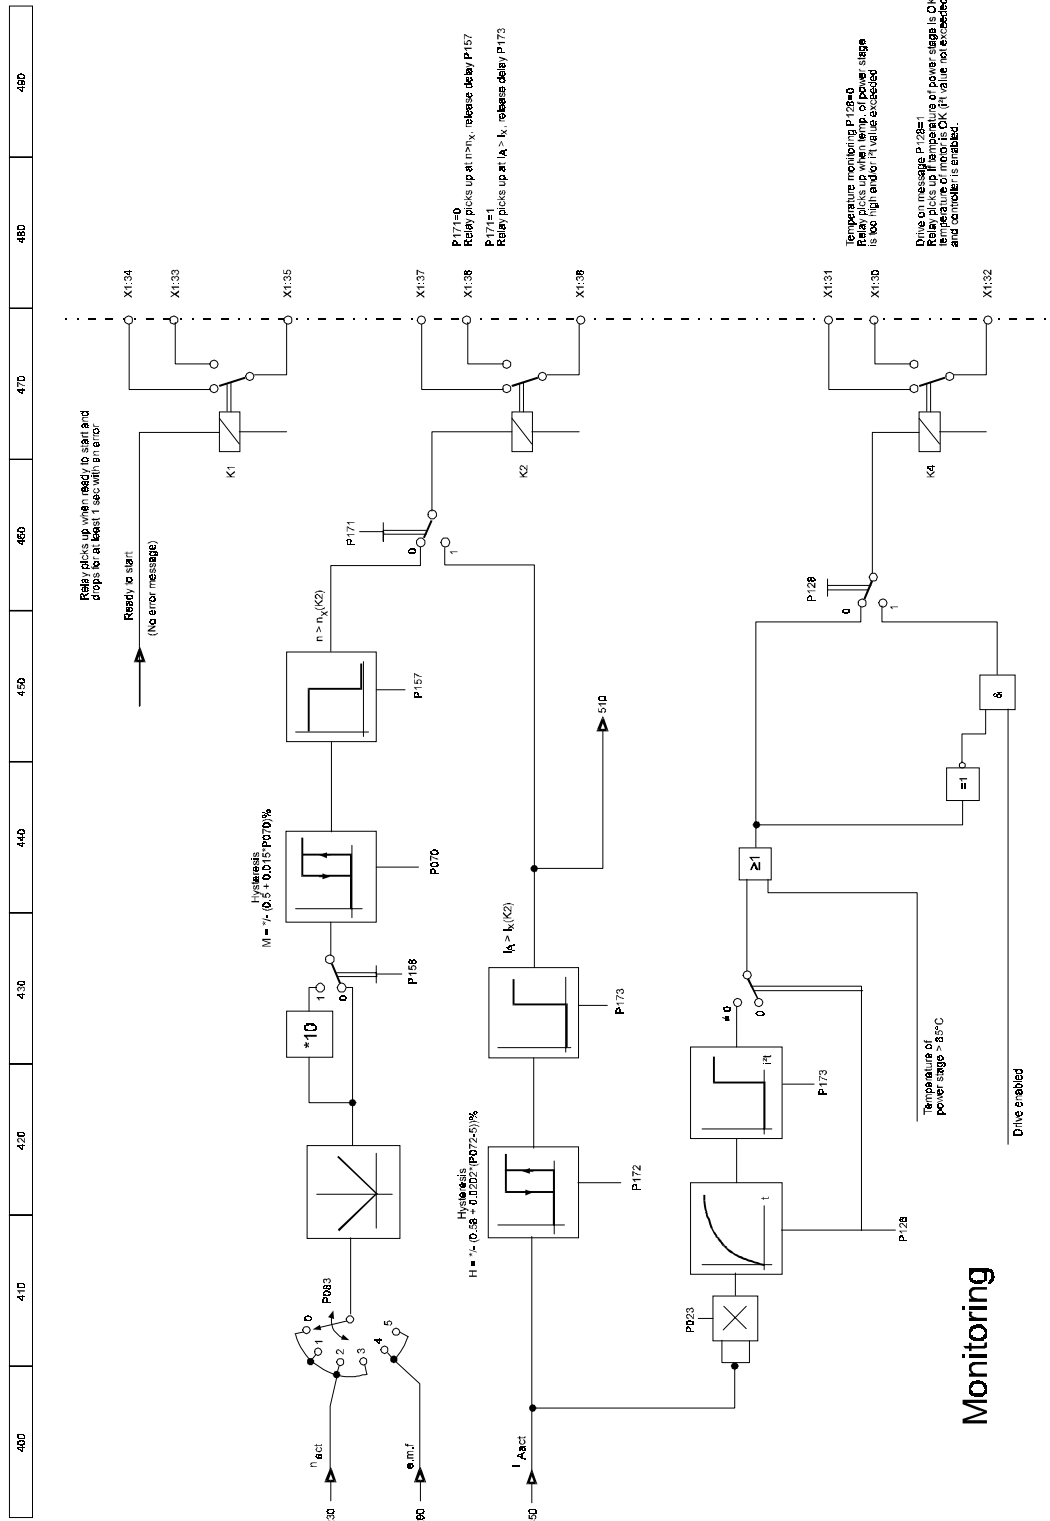 400
410
420
430
440
450
460
470
480
490
Relay picks up when ready to start and
drops for at least 1 sec with an error
Ready to start
(No error message)
K1
X1:34
X1:33
X1:35
n act
:30
e.m.f
P083
0
1
2
3
4
5
*10
1
0
P158
Hysteresis
M = +/- (0.5 + 0.015*P070)%
P070
P157
n > nX(K2)
P171
0
1
K2
X1:37
X1:36
X1:38
P171=0
Relay picks up at n>nX, release delay P157
P171=1
Relay picks up at IA > IX, release delay P173
I Aact
:50
Hysteresis
H = +/- (0.58 + 0.0202*(P072-5))%
P172
P173
IA > IX(K2)
510
P023
t
P128
i²t
P173
≠ 0
0
≥1
=1
&
Temperature of
power stage > 85°C
Drive enabled
P128
0
1
K4
X1:31
X1:30
X1:32
Temperature monitoring P128=0
Relay picks up when temp. of power stage
is too high and/or i²t value exceeded
Drive on message P128=1
Relay picks up if temperature of power stage is OK
temperature of motor is OK (i²t value not exceeded
and controller is enabled.
Monitoring